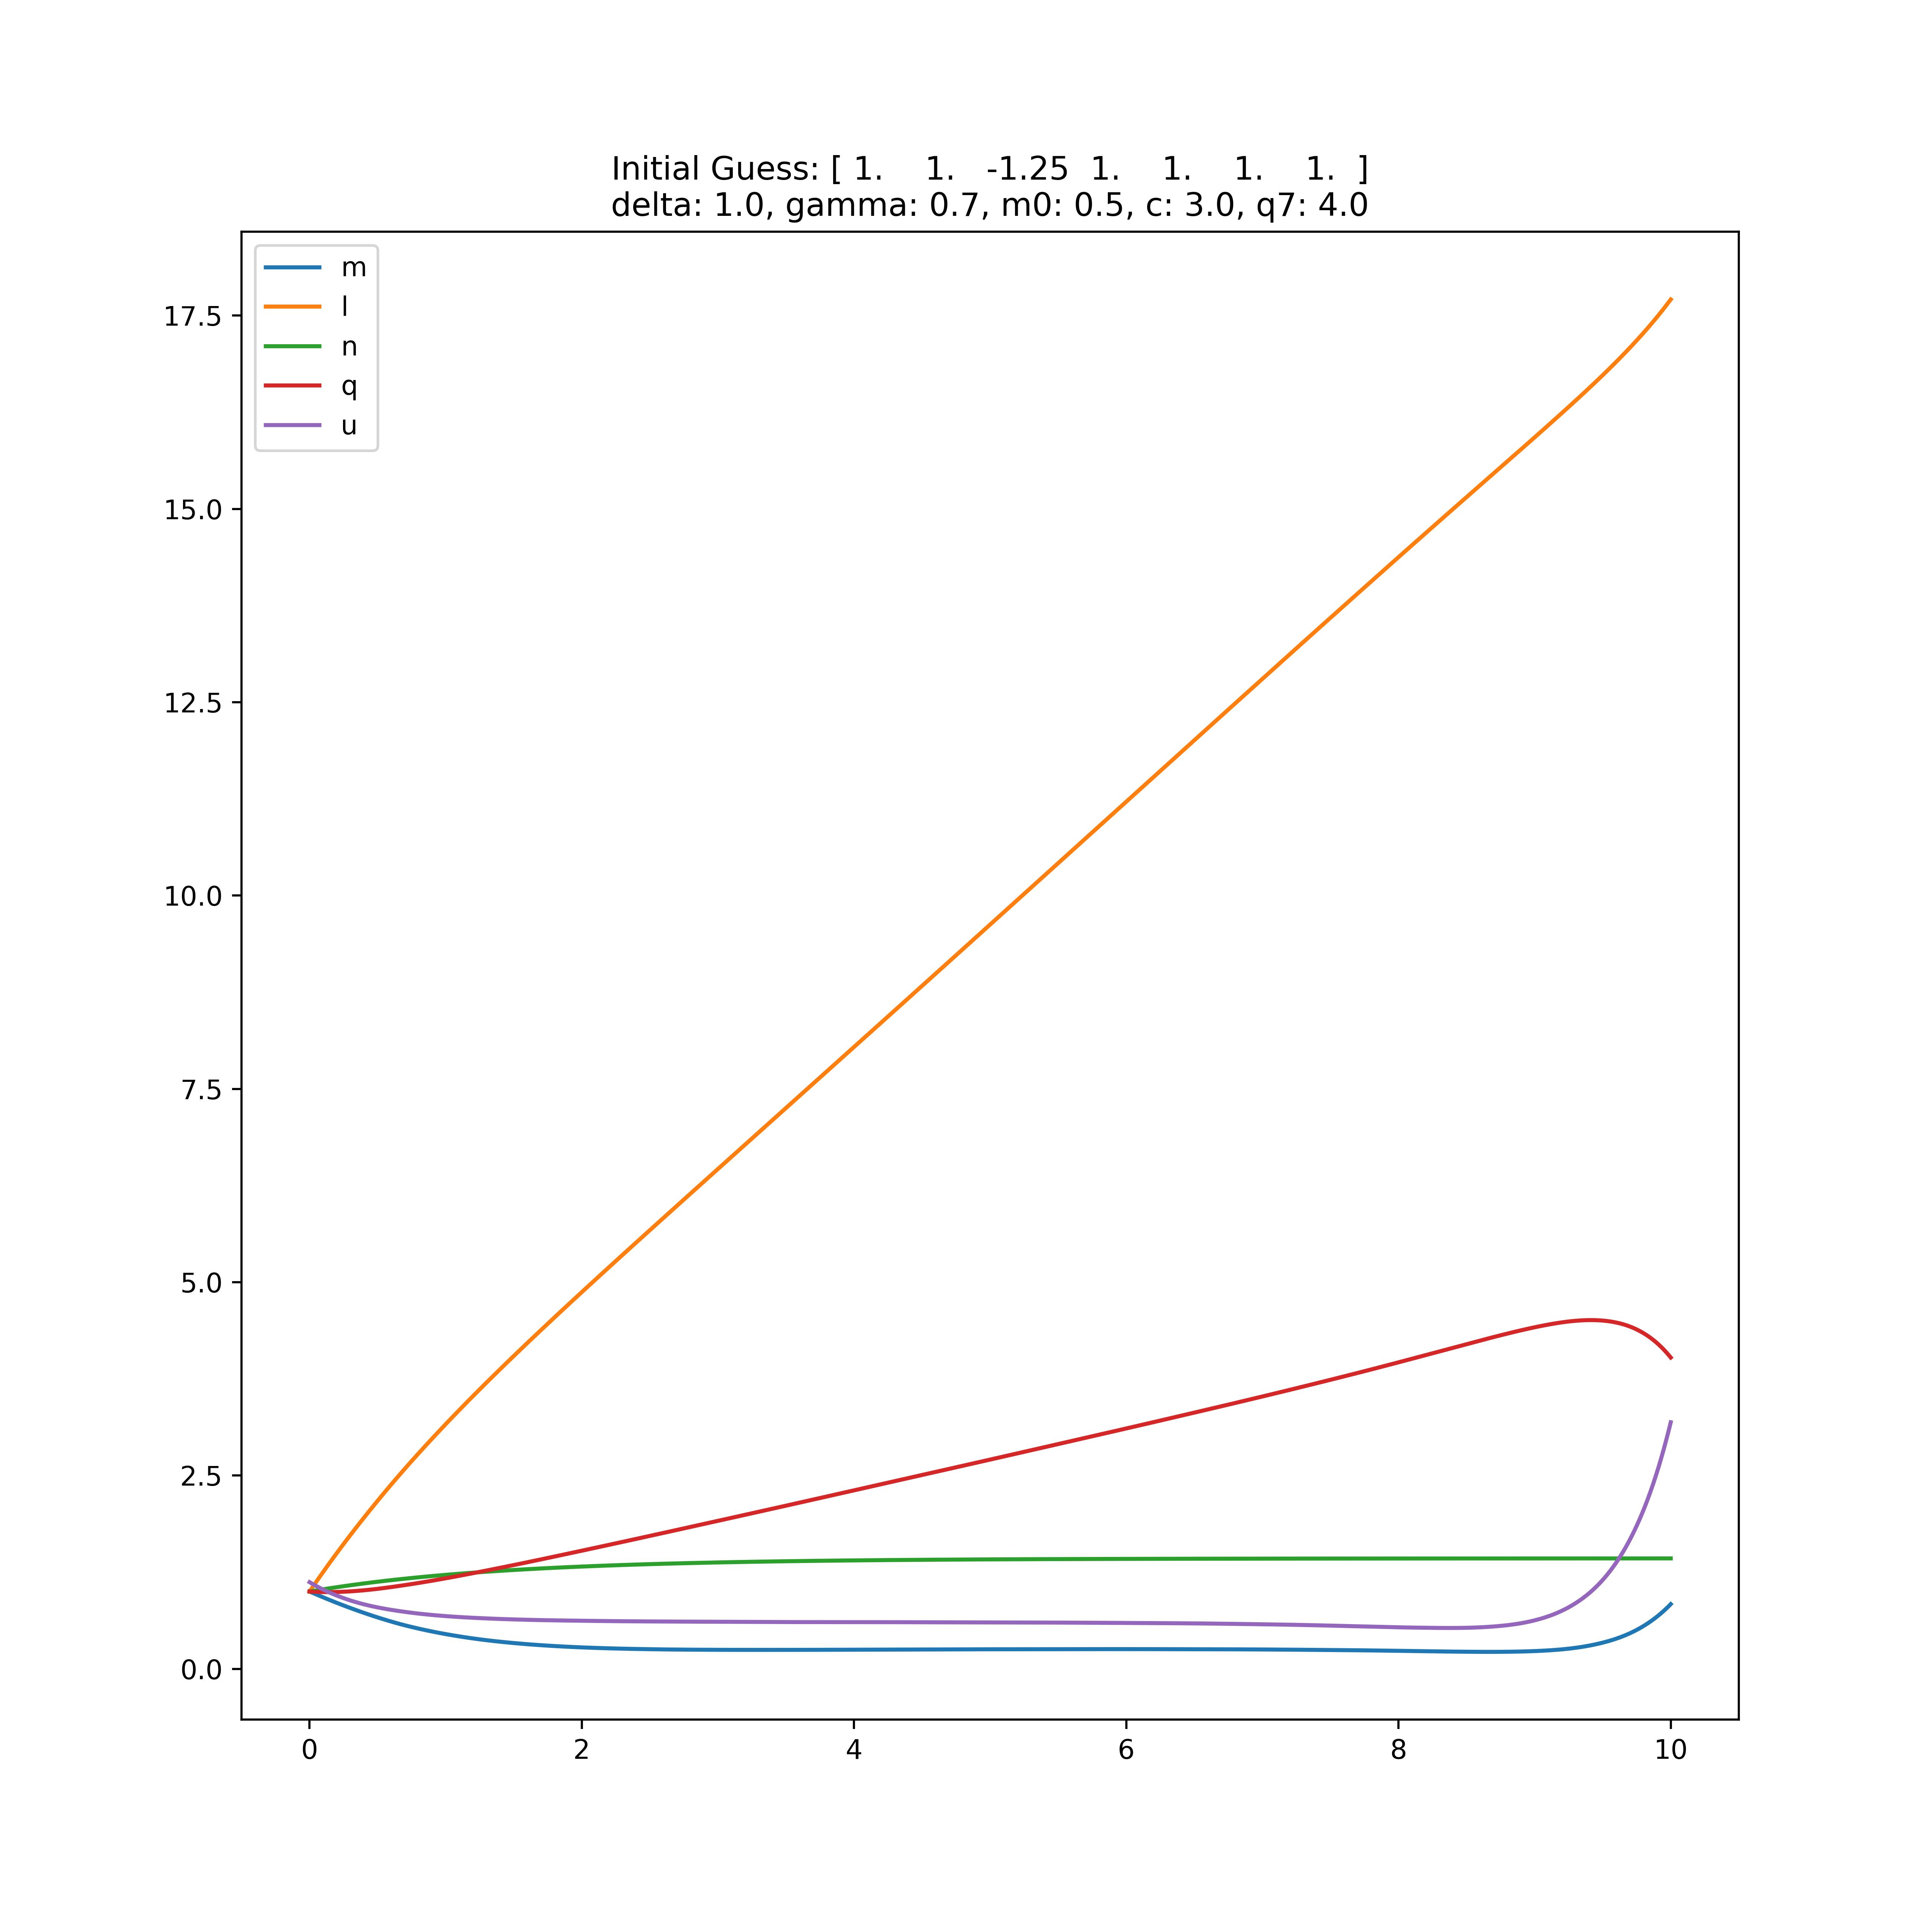 Initial Guess: [ 1. 1. -1.25 1. 1. 1. 1. ]
delta: 1.0, gamma: 0.7, m0: 0.5, c: 3.0, q7: 4.0
m
l
n
q
u
17.5
15.0
12.5
10.0
7.5
5.0
2.5
0.0
0 2 4 6 8 10